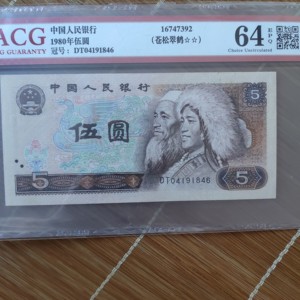 ACG
NG GUARANTY
中国人民银行
1980年伍圆
冠号: DT04191846
16747392
(苍松翠鹤☆☆)
64 EPQ
Choice Uncirculated
中国人民银行
5
伍圆
DT04191846
5
5